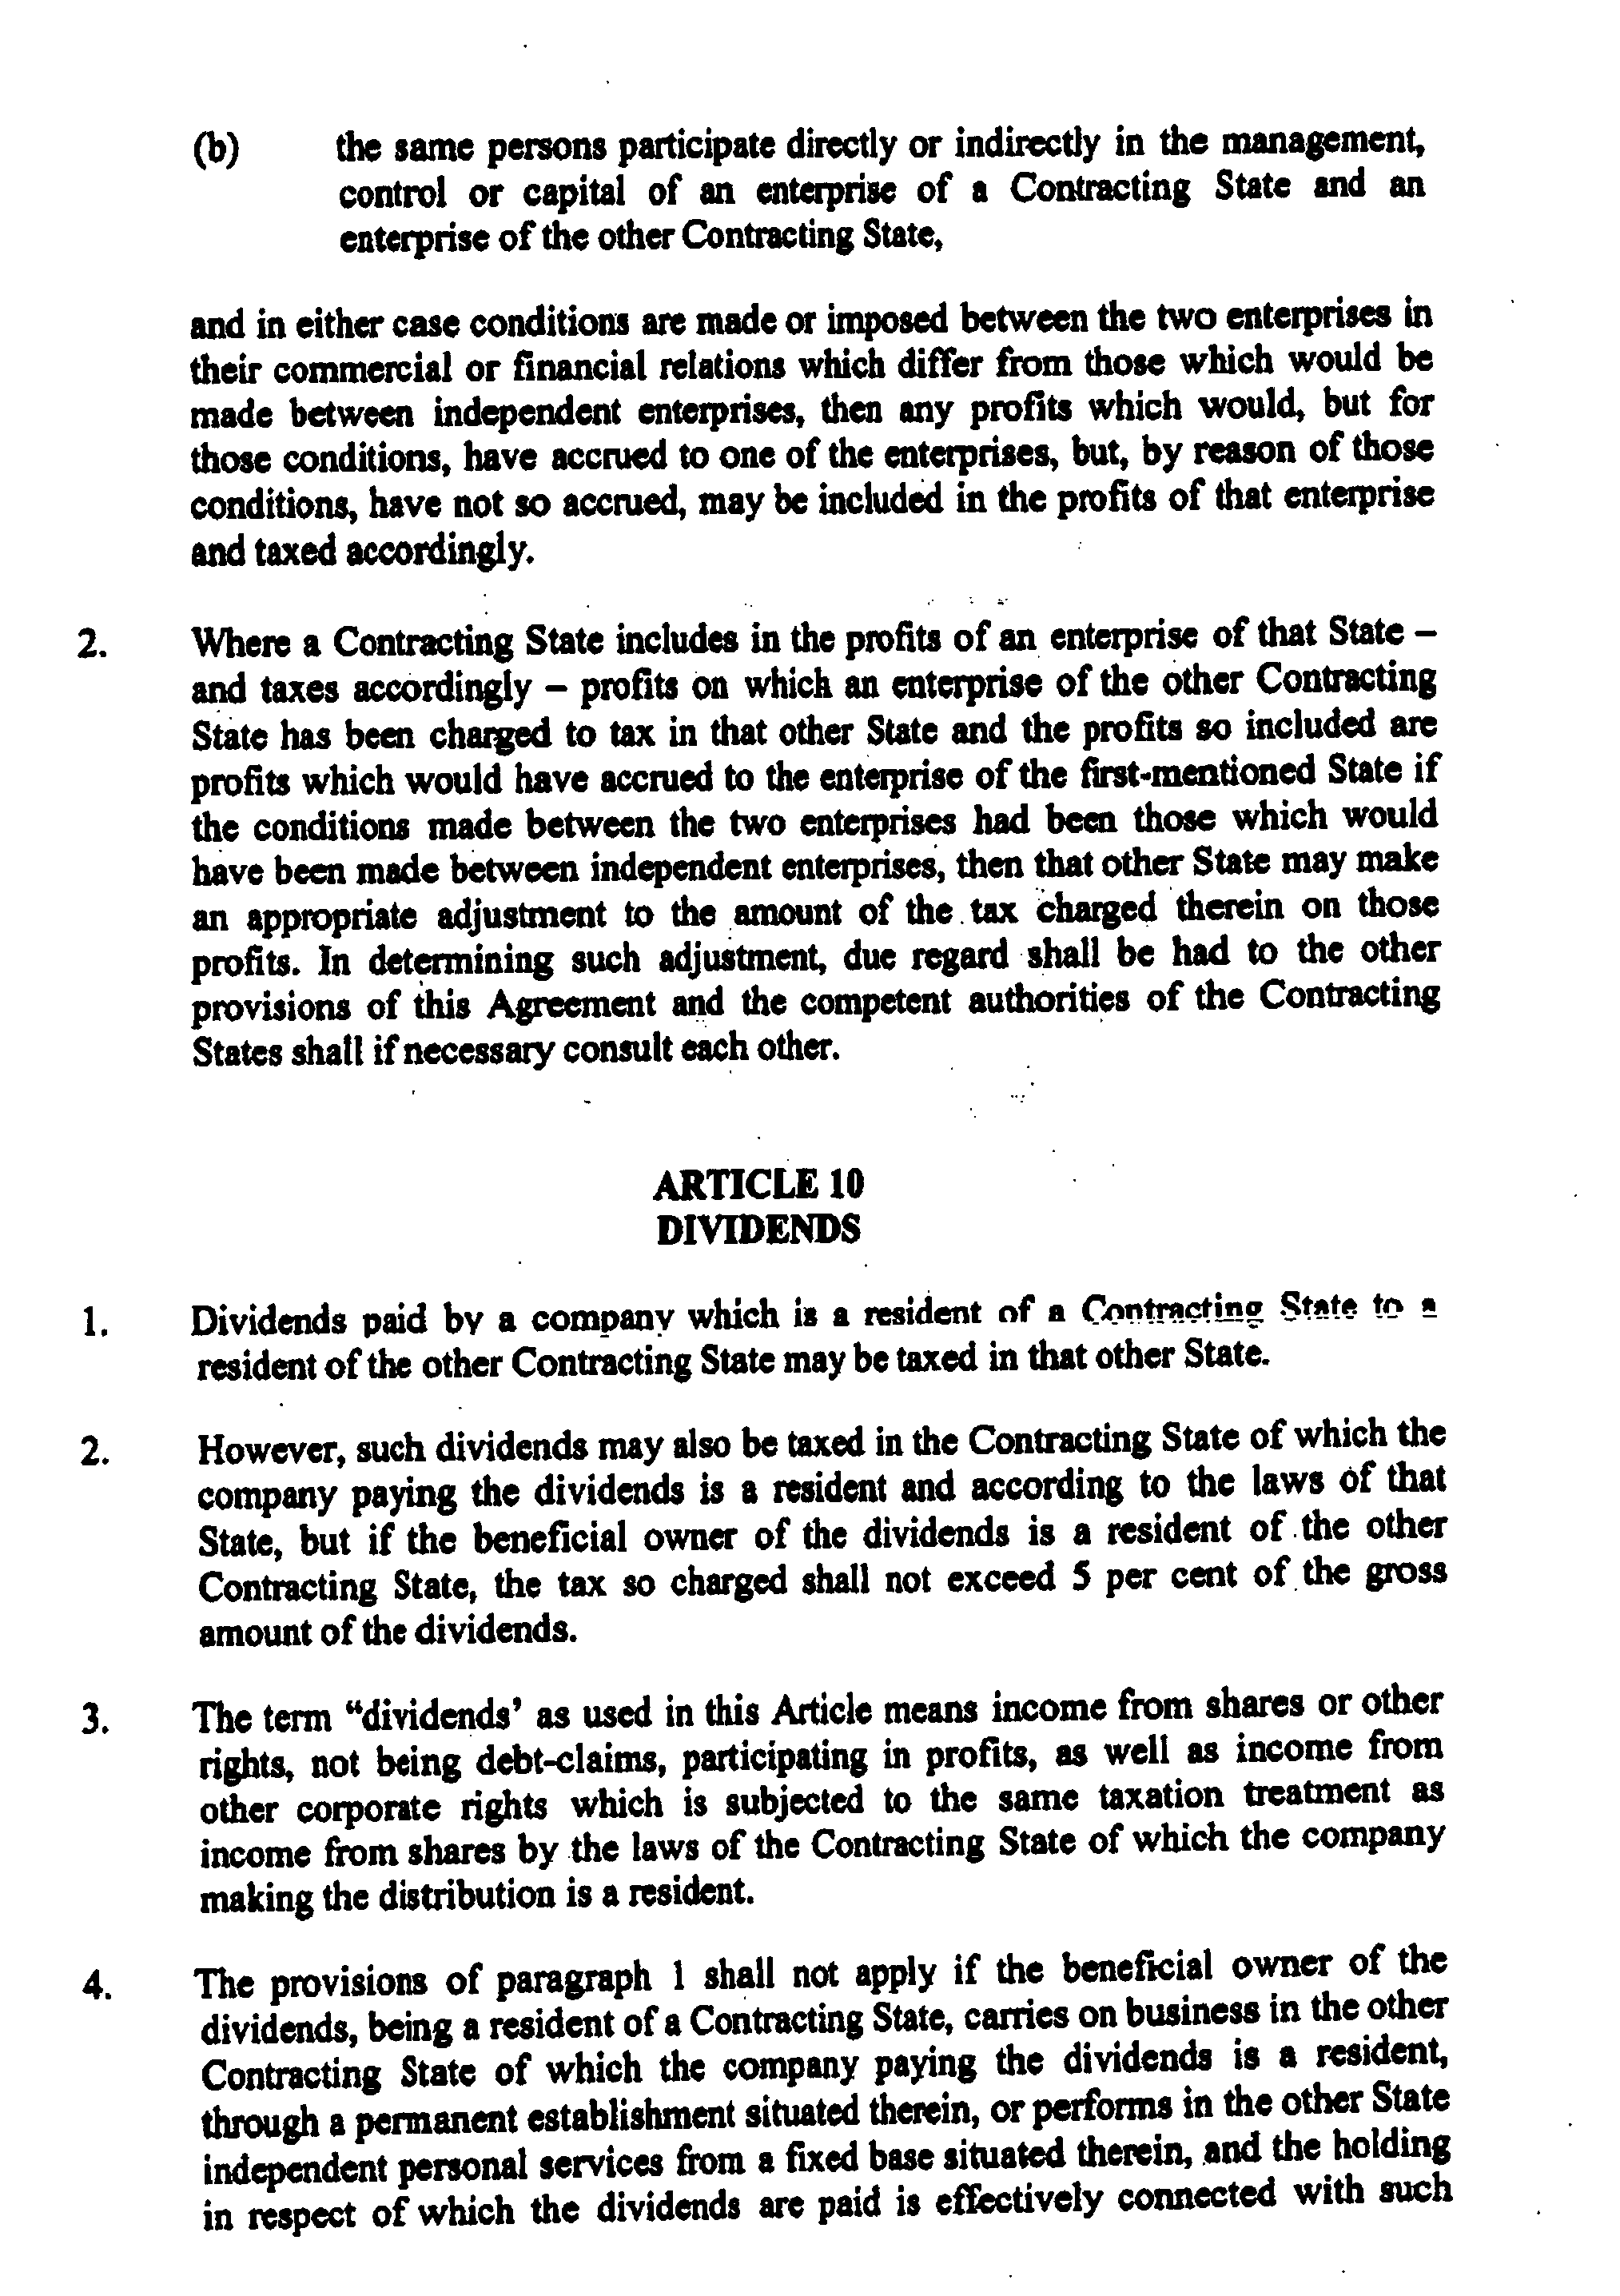 (b) the same persons participate directly or indirectly in the management,
control or capital of an enterprise of a Contracting State and an
enterprise of the other Contracting State,
and in either case conditions are made or imposed between the two enterprises in
their commercial or financial relations which differ from those which would be
made between independent enterprises, then any profits which would, but for
those conditions, have accrued to one of the enterprises, but, by reason of those
conditions, have not so accrued, may be included in the profits of that enterprise
and taxed accordingly.
2. Where a Contracting State includes in the profits of an enterprise of that State –
and taxes accordingly – profits on which an enterprise of the other Contracting
State has been charged to tax in that other State and the profits so included are
profits which would have accrued to the enterprise of the first-mentioned State if
the conditions made between the two enterprises had been those which would
have been made between independent enterprises, then that other State may make
an appropriate adjustment to the amount of the tax charged therein on those
profits. In determining such adjustment, due regard shall be had to the other
provisions of this Agreement and the competent authorities of the Contracting
States shall if necessary consult each other.
ARTICLE 10
DIVIDENDS
1. Dividends paid by a company which is a resident of a Contracting State to a
resident of the other Contracting State may be taxed in that other State.
2. However, such dividends may also be taxed in the Contracting State of which the
company paying the dividends is a resident and according to the laws of that
State, but if the beneficial owner of the dividends is a resident of the other
Contracting State, the tax so charged shall not exceed 5 per cent of the gross
amount of the dividends.
3. The term “dividends’ as used in this Article means income from shares or other
rights, not being debt-claims, participating in profits, as well as income from
other corporate rights which is subjected to the same taxation treatment as
income from shares by the laws of the Contracting State of which the company
making the distribution is a resident.
4. The provisions of paragraph 1 shall not apply if the beneficial owner of the
dividends, being a resident of a Contracting State, carries on business in the other
Contracting State of which the company paying the dividends is a resident,
through a permanent establishment situated therein, or performs in the other State
independent personal services from a fixed base situated therein, and the holding
in respect of which the dividends are paid is effectively connected with such